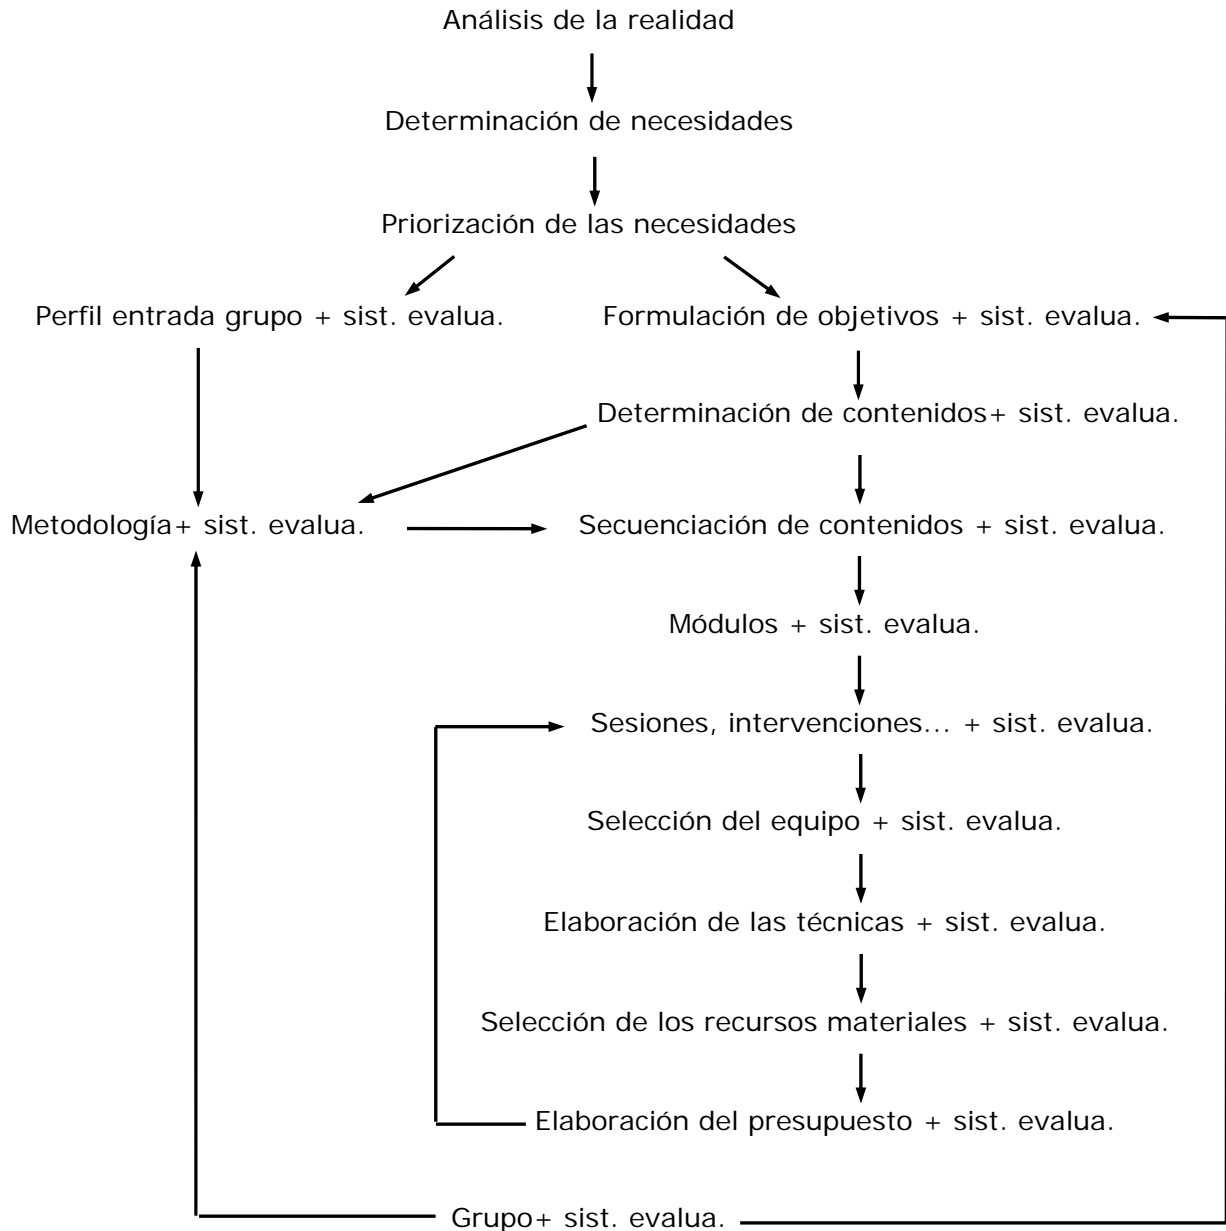 Análisis de la realidad
Determinación de necesidades
Priorización de las necesidades
Perfil entrada grupo + sist. evalua.
Formulación de objetivos + sist. evalua.
Determinación de contenidos+ sist. evalua.
Metodología+ sist. evalua.
Secuenciación de contenidos + sist. evalua.
Módulos + sist. evalua.
Sesiones, intervenciones... + sist. evalua.
Selección del equipo + sist. evalua.
Elaboración de las técnicas + sist. evalua.
Selección de los recursos materiales + sist. evalua.
Elaboración del presupuesto + sist. evalua.
Grupo+ sist. evalua.